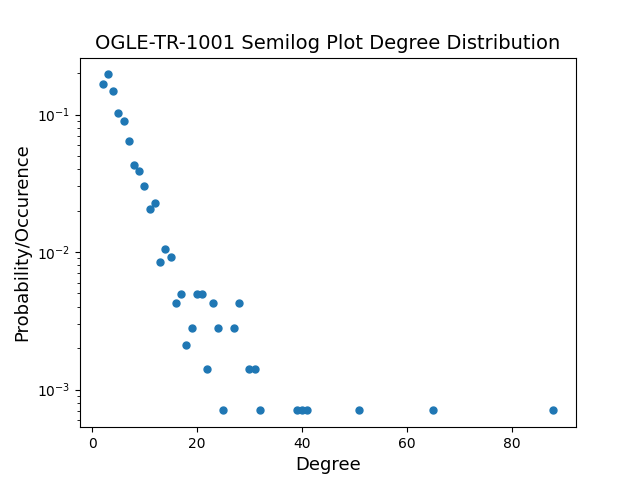 OGLE-TR-1001 Semilog Plot Degree Distribution
Probability/Occurence
10⁻¹
10⁻²
10⁻³
0 20 40 60 80
Degree